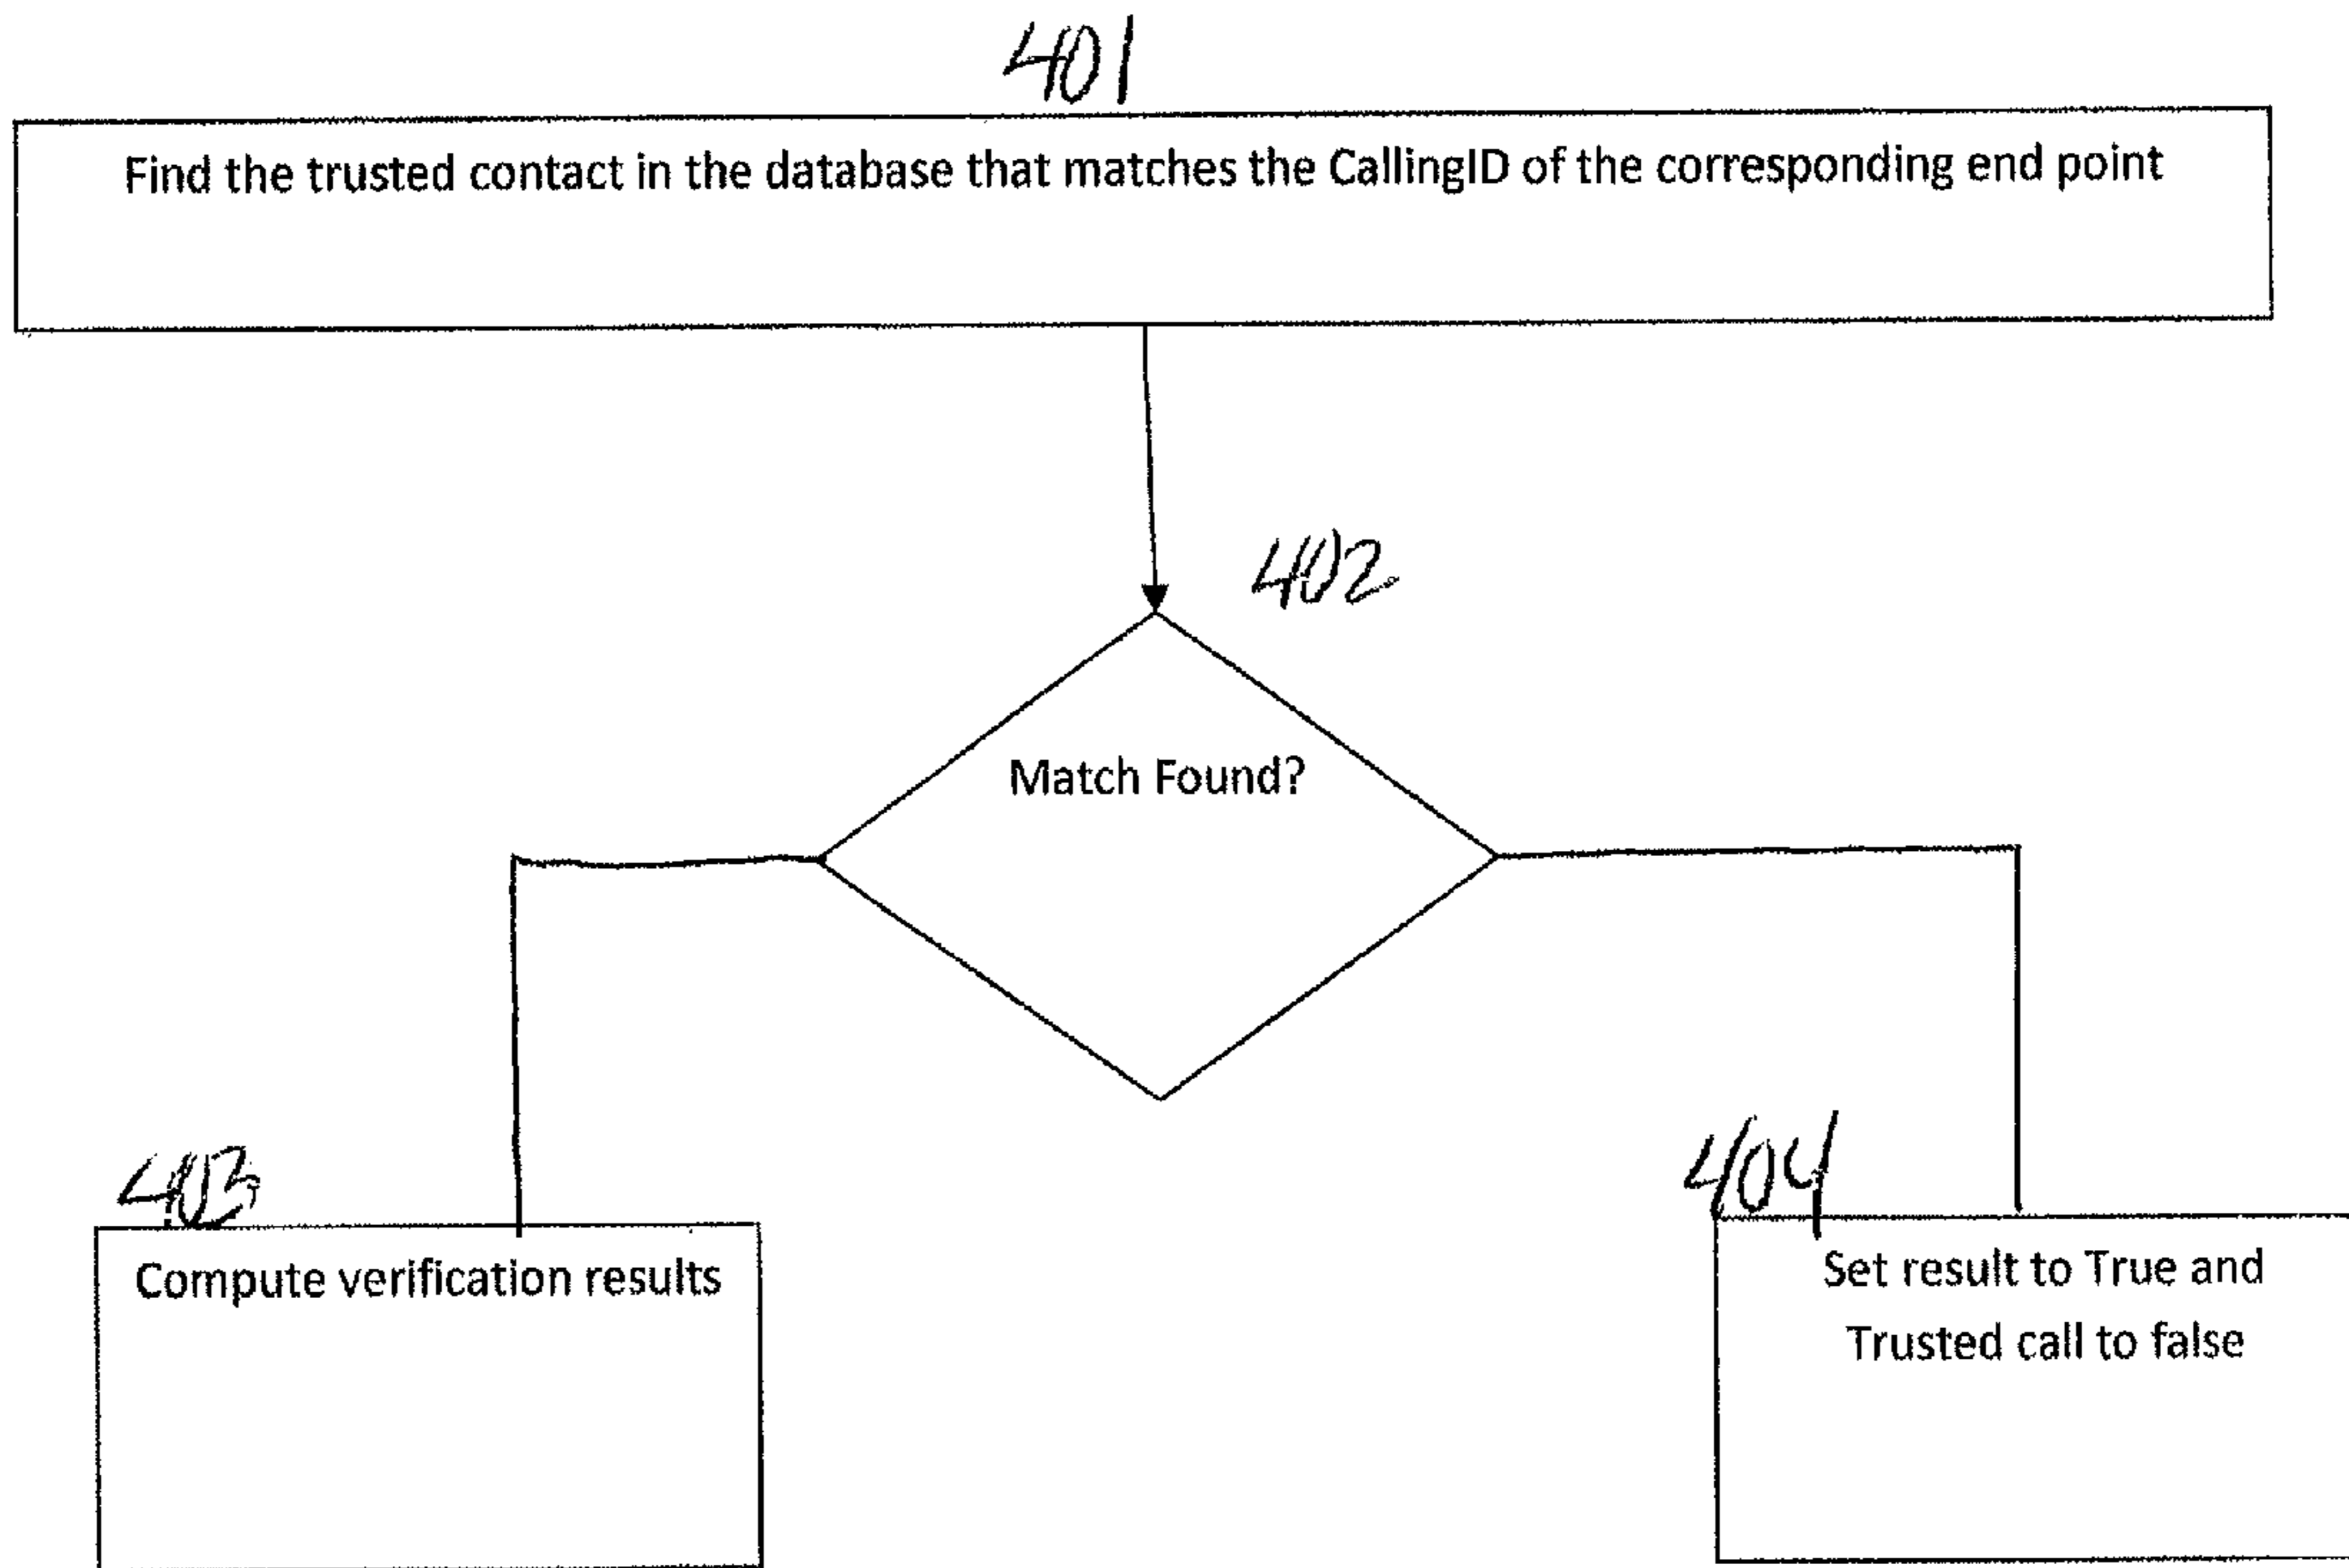 401
Find the trusted contact in the database that matches the CallingID of the corresponding end point
402
Match Found?
403
Compute verification results
404
Set result to True and
Trusted call to false